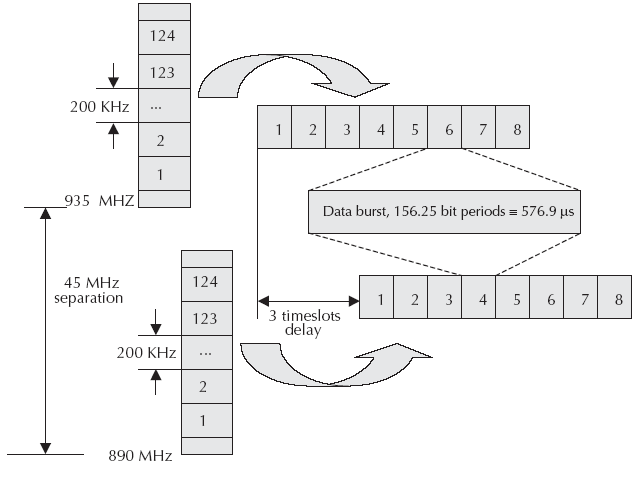 124
123
200 KHz
...
2
1
935 MHZ
1 2 3 4 5 6 7 8
Data burst, 156.25 bit periods ≡ 576.9 μs
45 MHz
separation
124
123
200 KHz
...
2
1
890 MHz
3 timeslots
delay
1 2 3 4 5 6 7 8